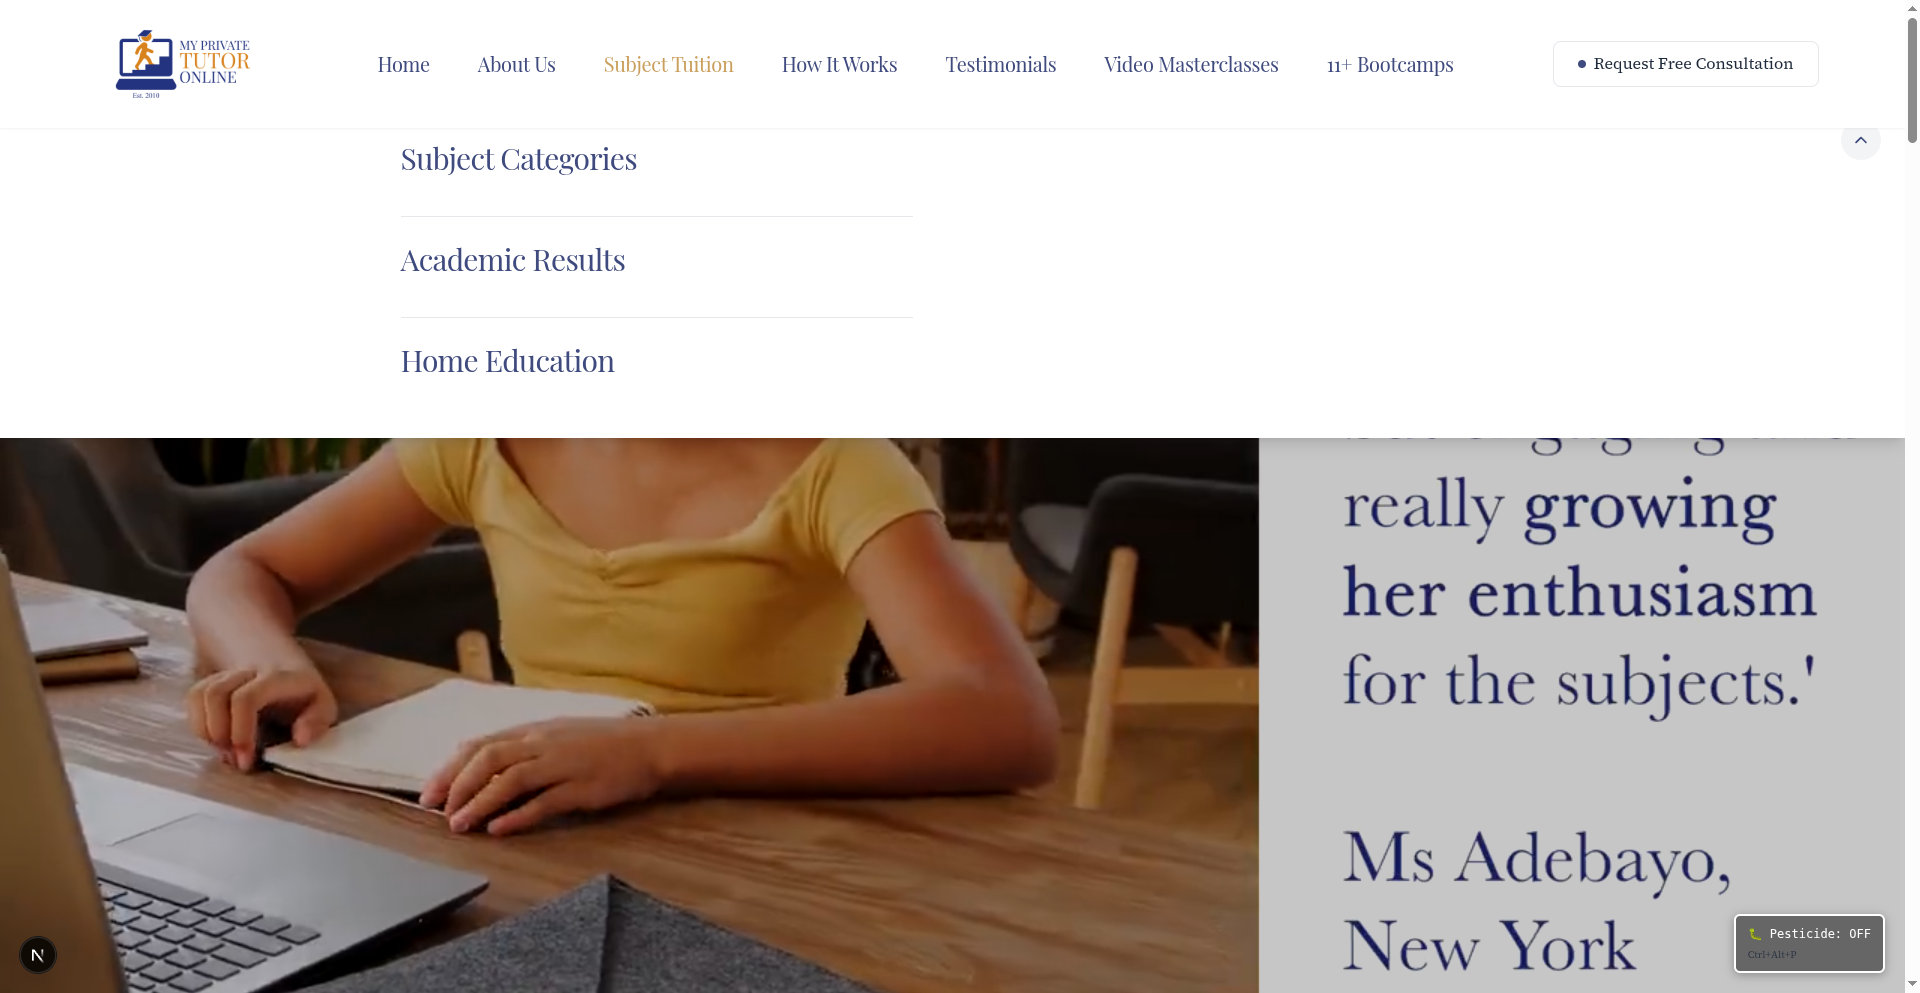 MY PRIVATE
TUTOR
ONLINE
Est. 2010
Home
About Us
Subject Tuition
How It Works
Testimonials
Video Masterclasses
11+ Bootcamps
Request Free Consultation
Subject Categories
Academic Results
Home Education
really growing
her enthusiasm
for the subjects.'
Ms Adebayo,
New York
N
Pesticide: OFF
Ctrl+Alt+P